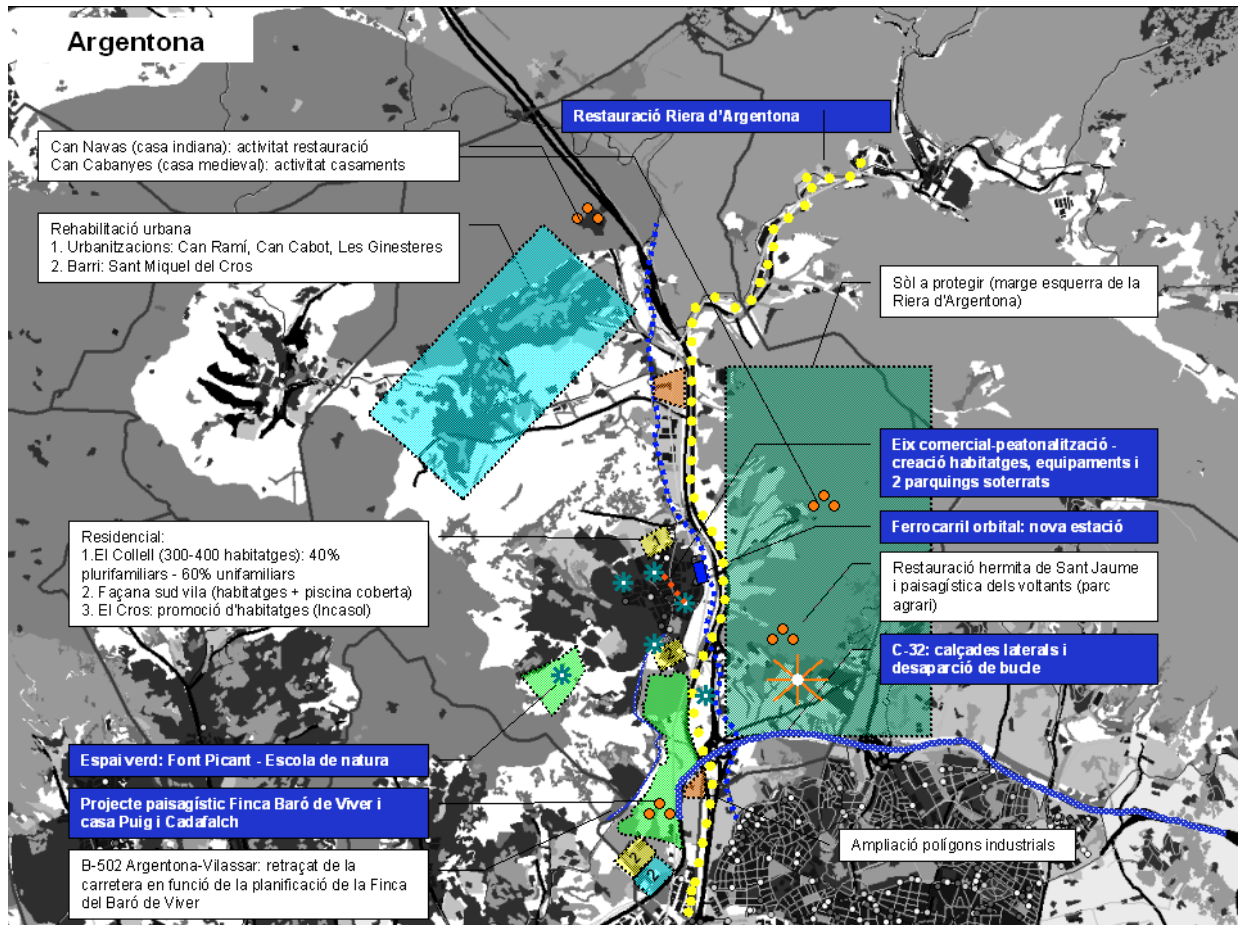 Argentona
Restauració Riera d'Argentona
Can Navas (casa indiana): activitat restauració
Can Cabanyes (casa medieval): activitat casaments
Rehabilitació urbana
1. Urbanitzacions: Can Ramí, Can Cabot, Les Ginesteres
2. Barri: Sant Miquel del Cros
Sòl a protegir (marge esquerra de la
Riera d'Argentona)
1
Eix comercial-peatonalització -
creació habitatges, equipaments i
2 parquings soterrats
Ferrocarril orbital: nova estació
Residencial:
1.El Collell (300-400 habitatges): 40%
plurifamiliars - 60% unifamiliars
2. Façana sud vila (habitatges + piscina coberta)
3. El Cros: promoció d'habitatges (Incasol)
1
Restauració hermita de Sant Jaume
i paisagística dels voltants (parc
agrari)
2
C-32: calçades laterals i
desaparció de bucle
Espai verd: Font Picant - Escola de natura
Projecte paisagístic Finca Baró de Viver i
casa Puig i Cadafalch
Ampliació polígons industrials
B-502 Argentona-Vilassar: retraçat de la
carretera en funció de la planificació de la Finca
del Baró de Viver
2
2